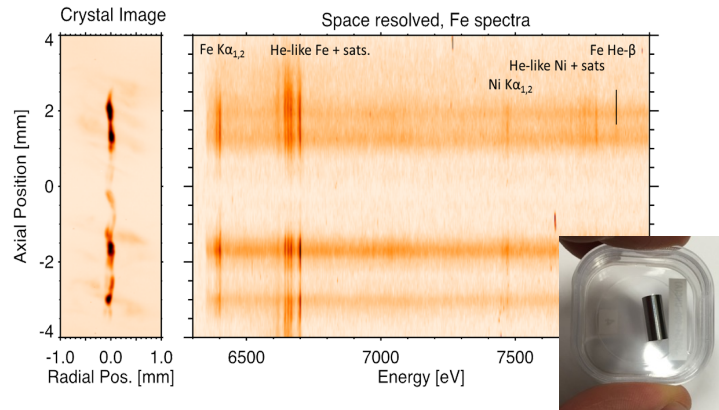 Crystal Image
Space resolved, Fe spectra
Fe Kα1,2
He-like Fe + sats.
Fe He-β
He-like Ni + sats
Ni Kα1,2
Axial Position [mm]
4
2
0
-2
-4
-1.0 0.0 1.0
Radial Pos. [mm]
6500 7000 7500
Energy [eV]